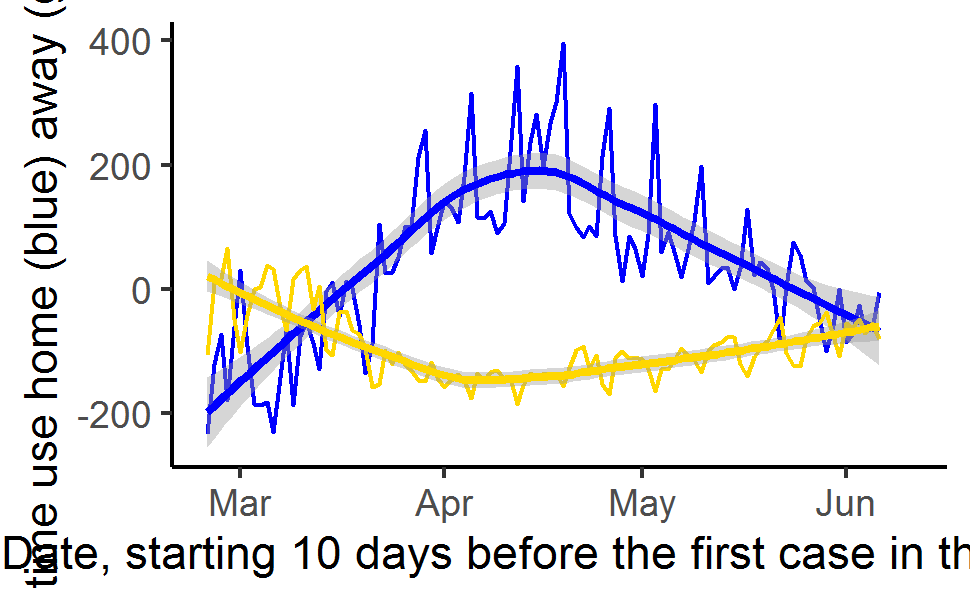 time use home (blue) away (
400
200
0
-200
Mar Apr May Jun
Date, starting 10 days before the first case in th